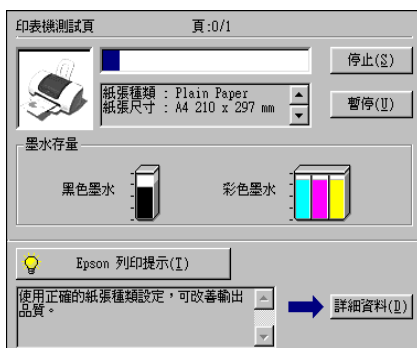 印表機測試頁 頁:0/1
停止(S)
紙張種類 : Plain Paper
紙張尺寸 : A4 210 x 297 mm
暫停(U)
墨水存量
黑色墨水 彩色墨水
Epson 列印提示(T)
使用正確的紙張種類設定，可改善輸出
品質。
詳細資料(D)